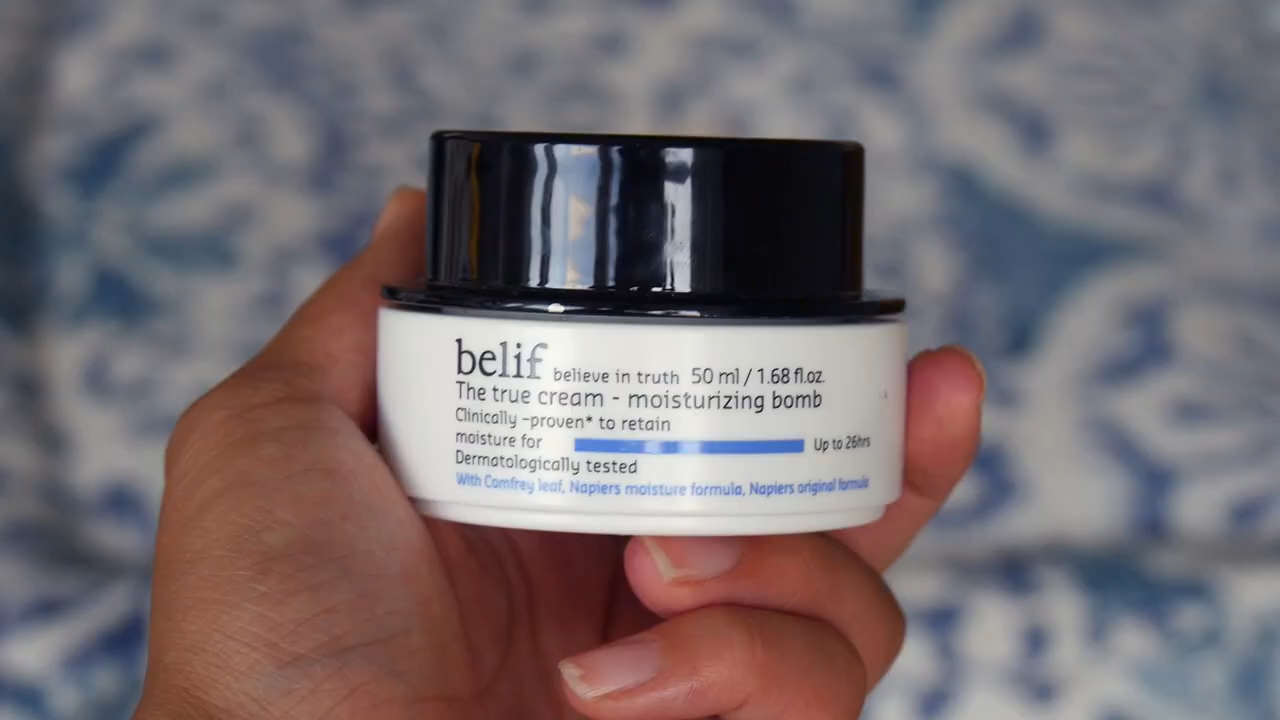 belif believe in truth 50 ml / 1.68 fl.oz.
The true cream - moisturizing bomb
Clinically -proven* to retain
moisture for Up to 26hrs
Dermatologically tested
With Comfrey leaf, Napiers moisture formula, Napiers original formula